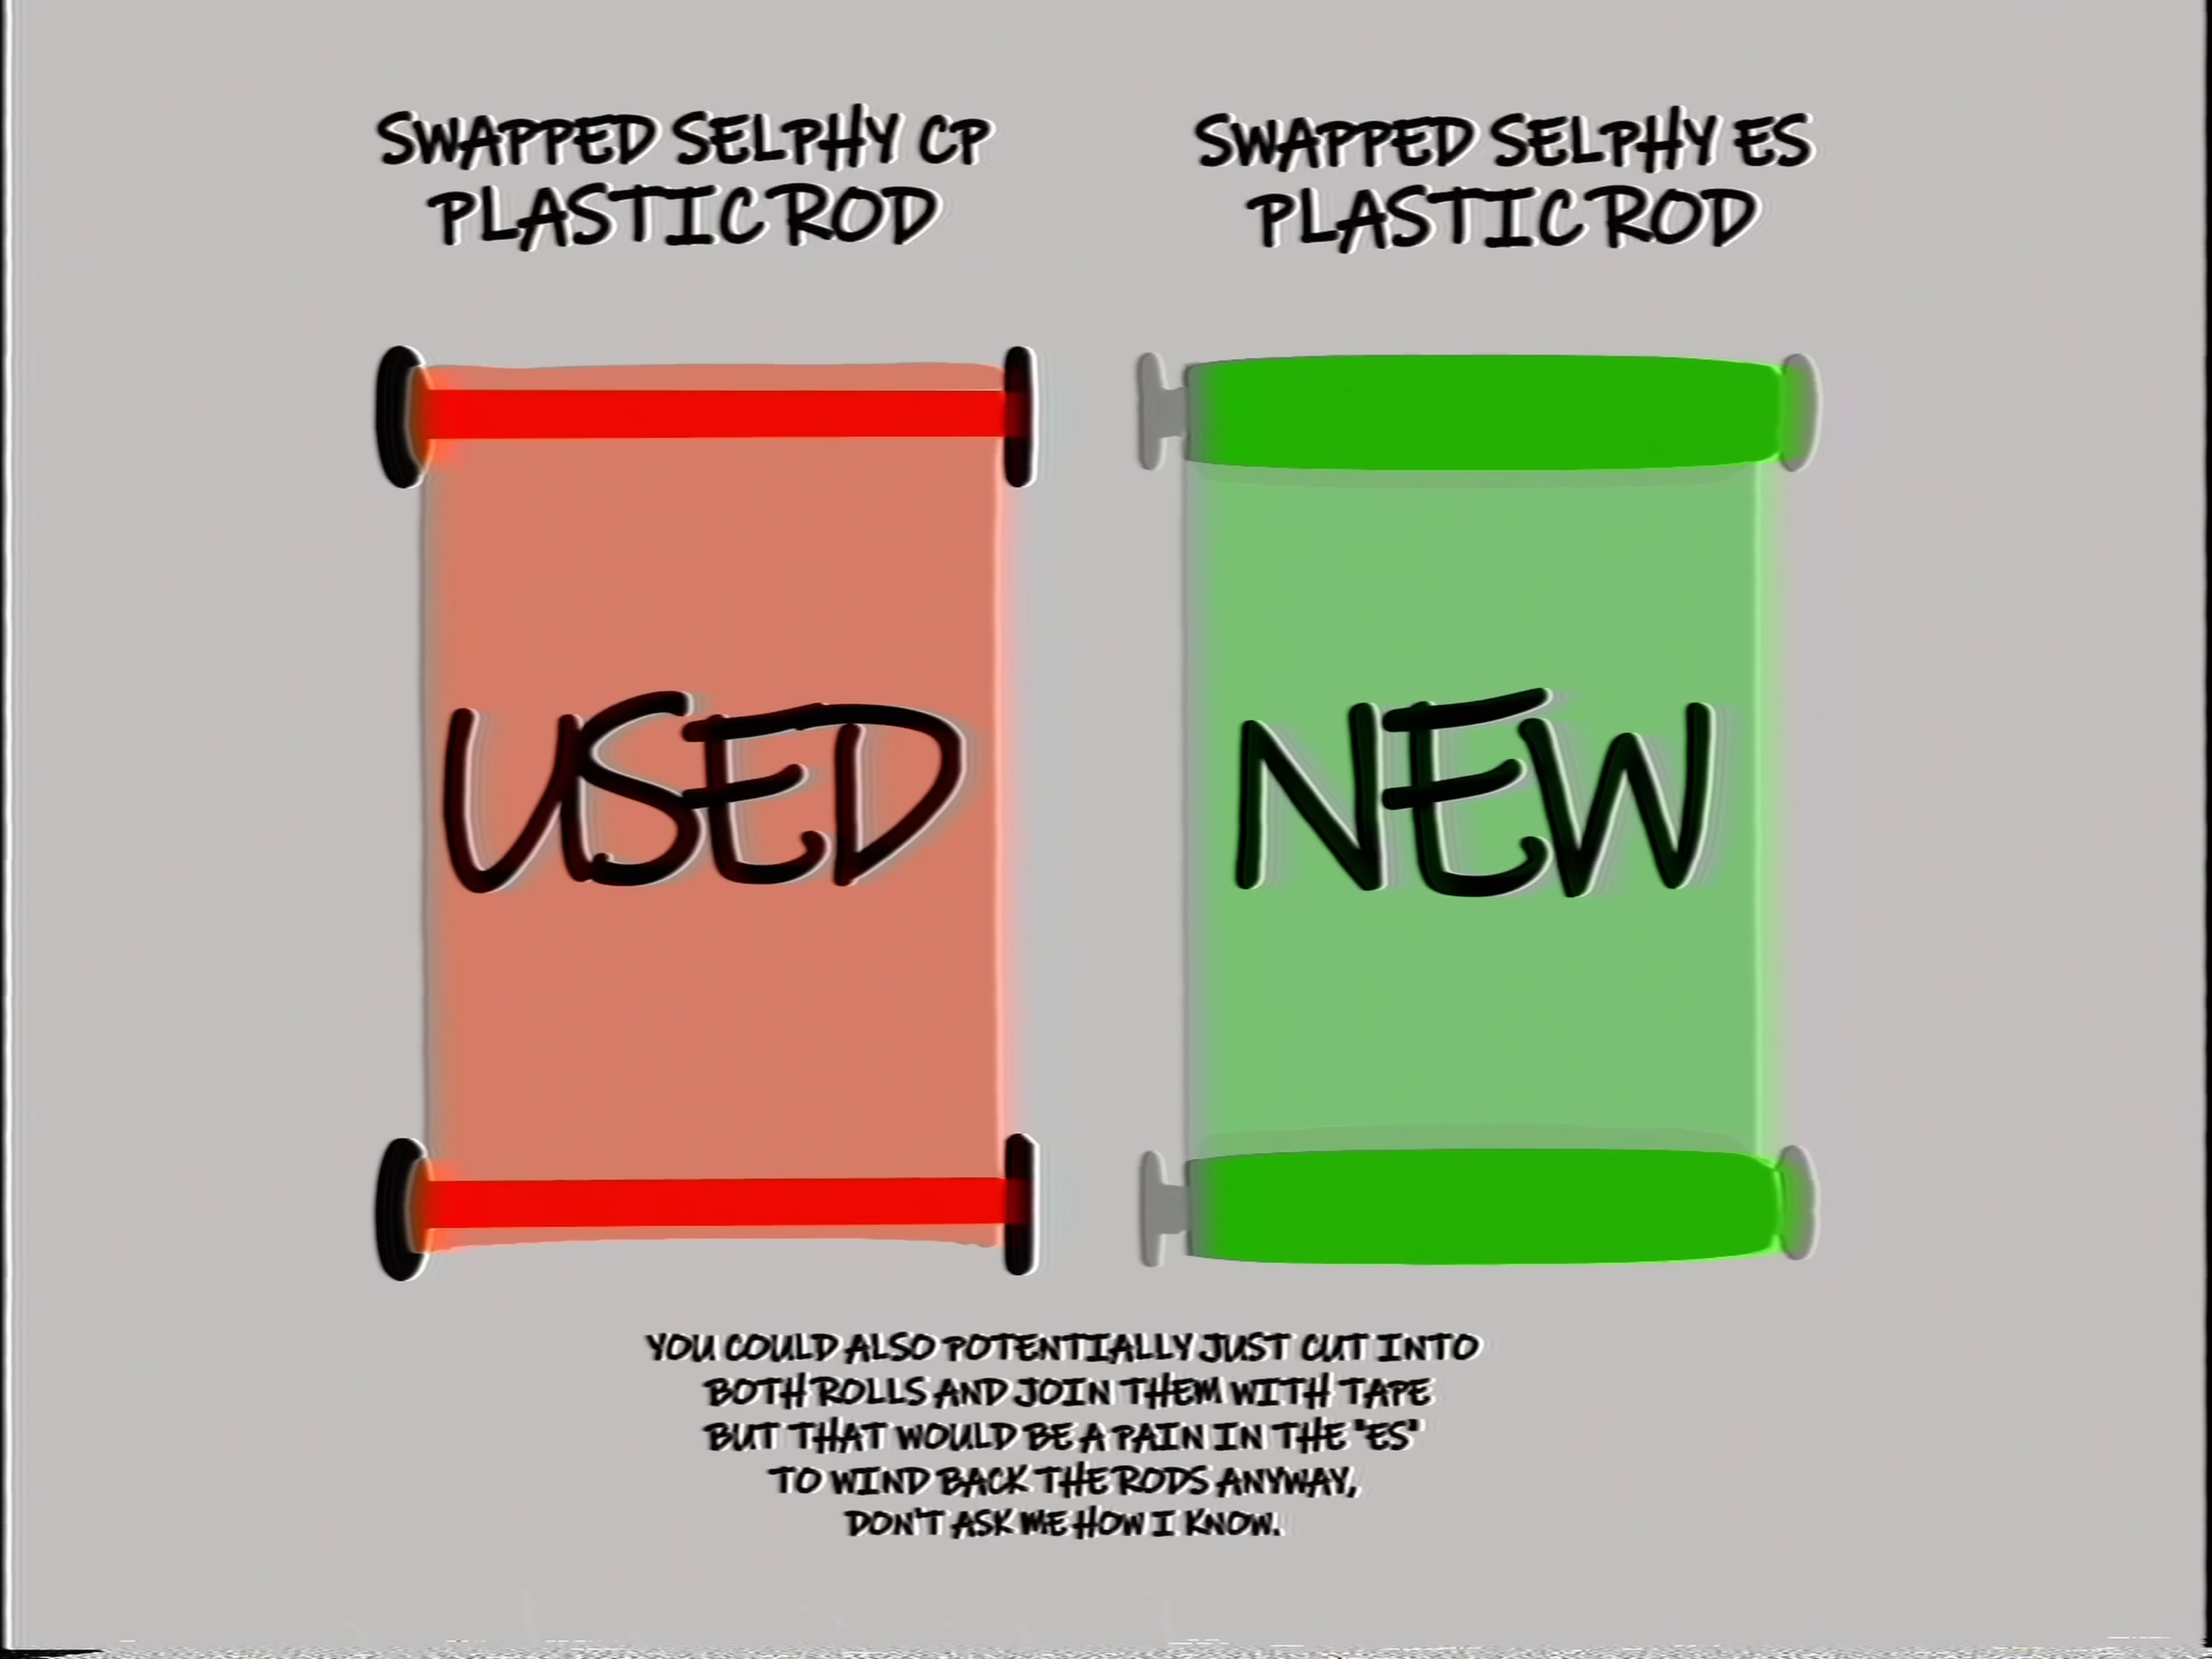 SWAPPED SELPHY CP
PLASTIC ROD
SWAPPED SELPHY ES
PLASTIC ROD
USED
NEW
YOU COULD ALSO POTENTIALLY JUST CUT INTO
BOTH ROLLS AND JOIN THEM WITH TAPE
BUT THAT WOULD BE A PAIN IN THE "ES"
TO WIND BACK THE RODS ANYWAY,
DON'T ASK ME HOW I KNOW.